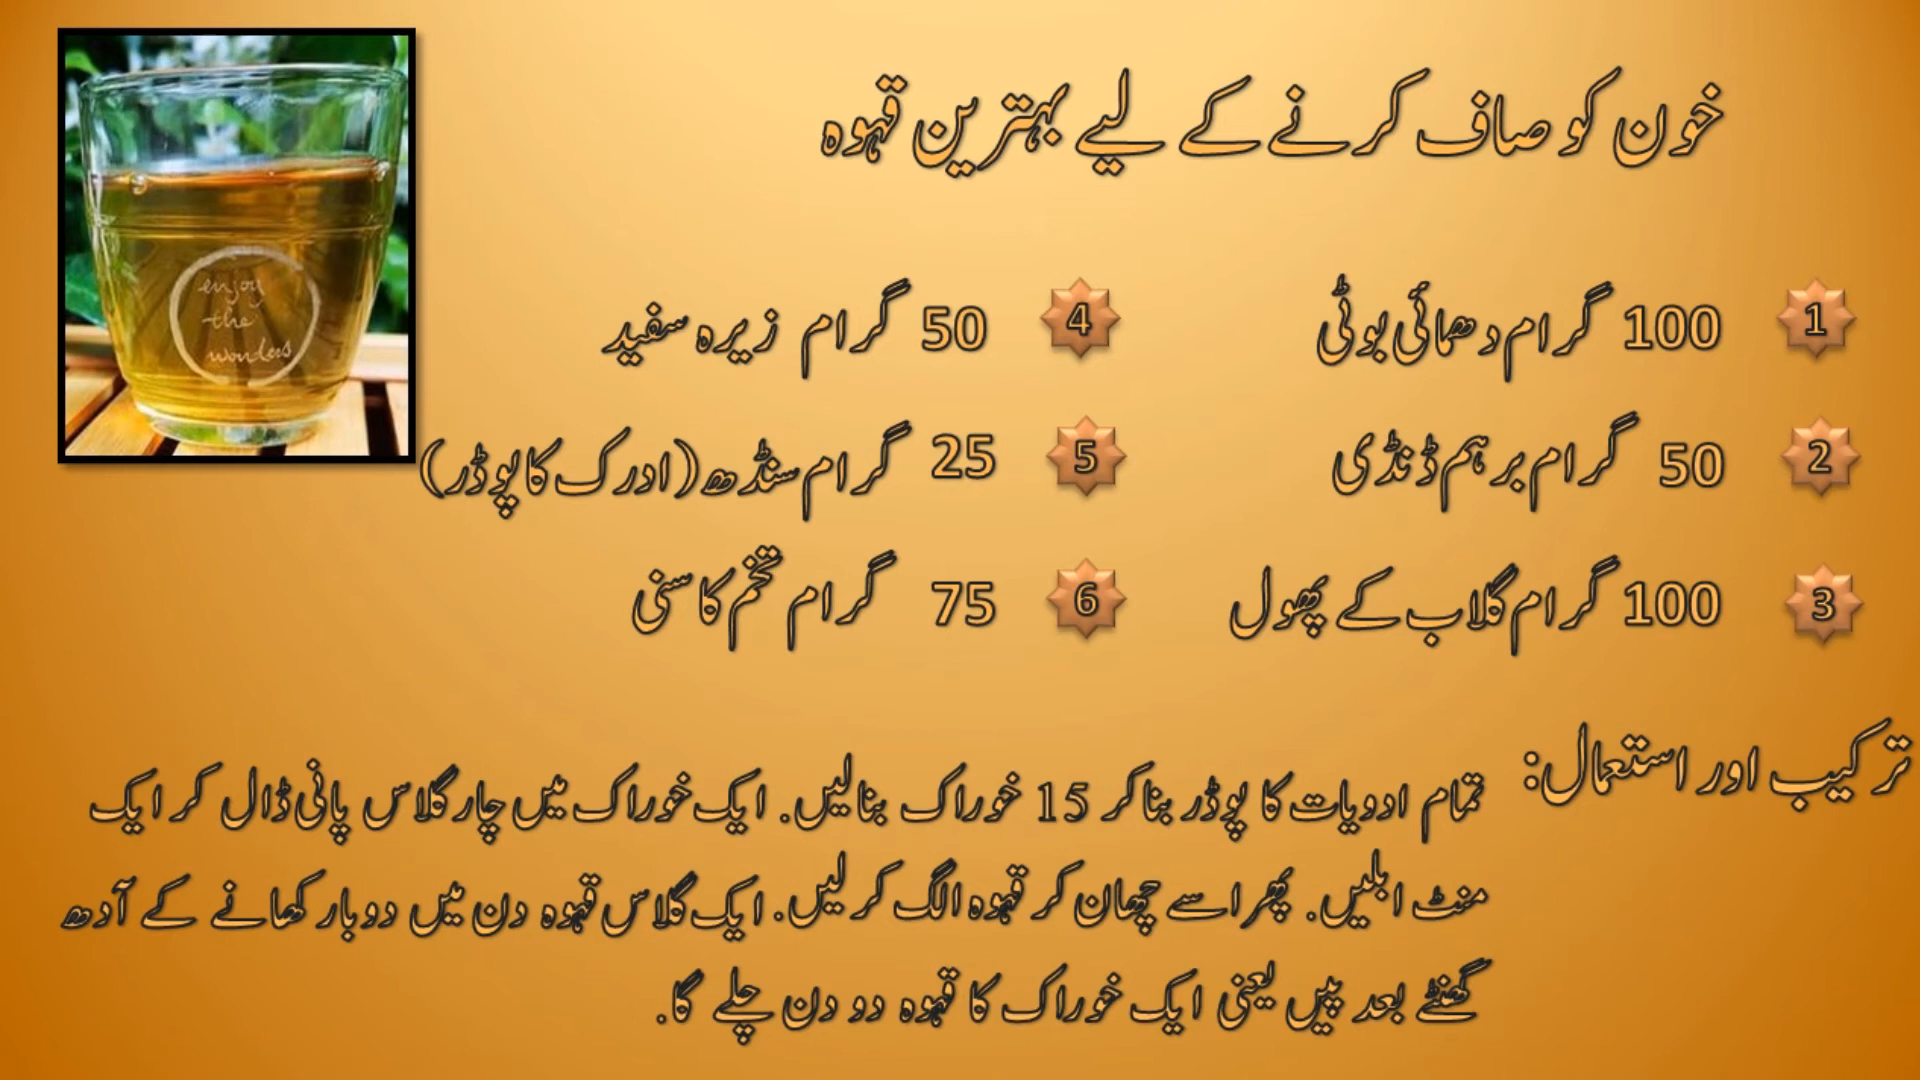 خون کو صاف کرنے کے لیے بہترین قہوہ
1 100 گرام دھمائی بوٹی
2 50 گرام برہم ڈنڈی
3 100 گرام گلاب کے پھول
4 50 گرام زیرہ سفید
5 25 گرام سنڈھ (ادرک کا پوڈر)
6 75 گرام تخم کاسنی
ترکیب اور استعمال:
تمام ادویات کا پوڈر بنا کر 15 خوراک بنالیں. ایک خوراک میں چار گلاس پانی ڈال کر ایک
منٹ ابلیں. پھر اسے چھان کر قہوہ الگ کر لیں. ایک گلاس قہوہ دن میں دوبار کھانے کے آدھ
گھنٹے بعد پیں یعنی ایک خوراک کا قہوہ دو دن چلے گا.
enjoy
the
wonders